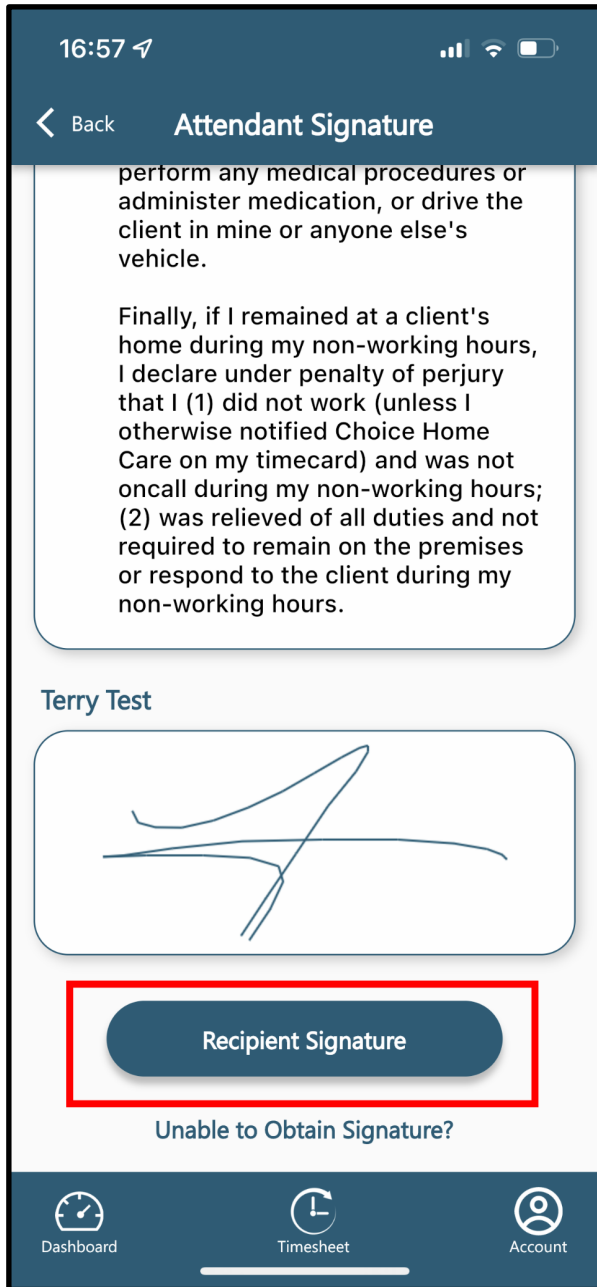 16:57
Back
Attendant Signature
perform any medical procedures or
administer medication, or drive the
client in mine or anyone else's
vehicle.
Finally, if I remained at a client's
home during my non-working hours,
I declare under penalty of perjury
that I (1) did not work (unless I
otherwise notified Choice Home
Care on my timecard) and was not
oncall during my non-working hours;
(2) was relieved of all duties and not
required to remain on the premises
or respond to the client during my
non-working hours.
Terry Test
Recipient Signature
Unable to Obtain Signature?
Dashboard
Timesheet
Account